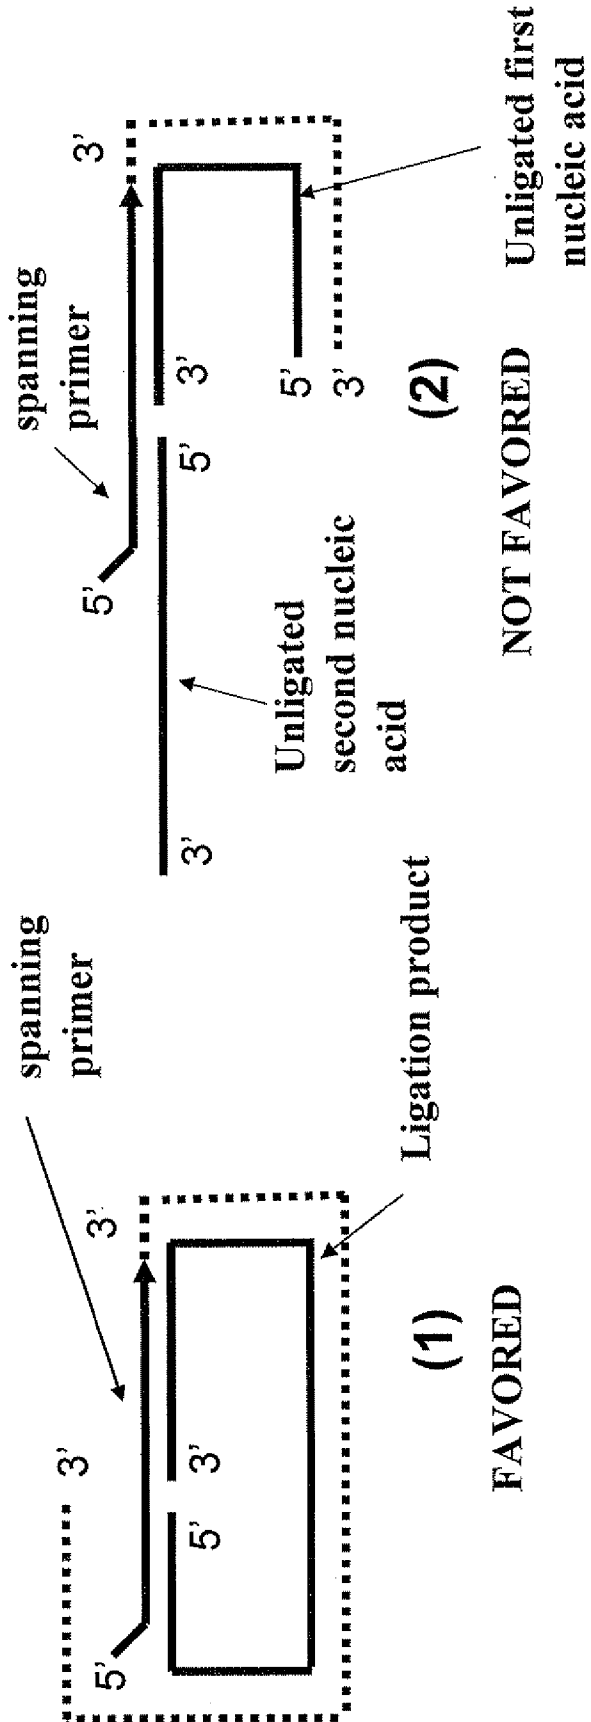 spanning
primer
3'
3'
5'
5'
3'
Ligation product
(1)
FAVORED
spanning
primer
3'
5'
3'
5'
3'
5'
3'
Unligated
second nucleic
acid
Unligated first
nucleic acid
(2)
NOT FAVORED